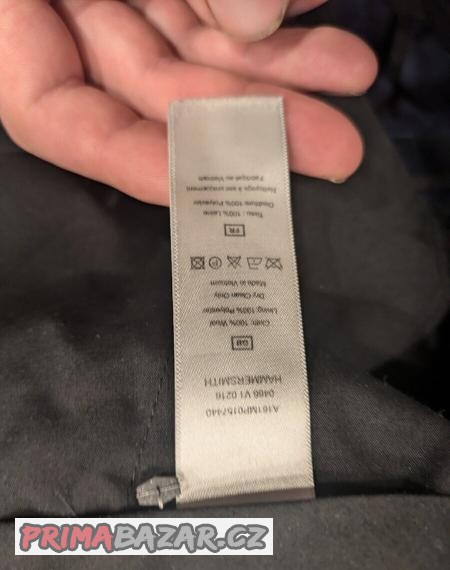 A161MP0157440
0466 V1 0216
HAMMERSMITH
GB
Cloth: 100% Wool
Lining: 100% Polyester
Dry Clean Only
Made in Vietnam
FR
Tissu : 100% Laine
Doublure: 100% Polyester
Nettoyage à sec uniquement
Fabriqué au Vietnam
PRIMABAZAR.CZ